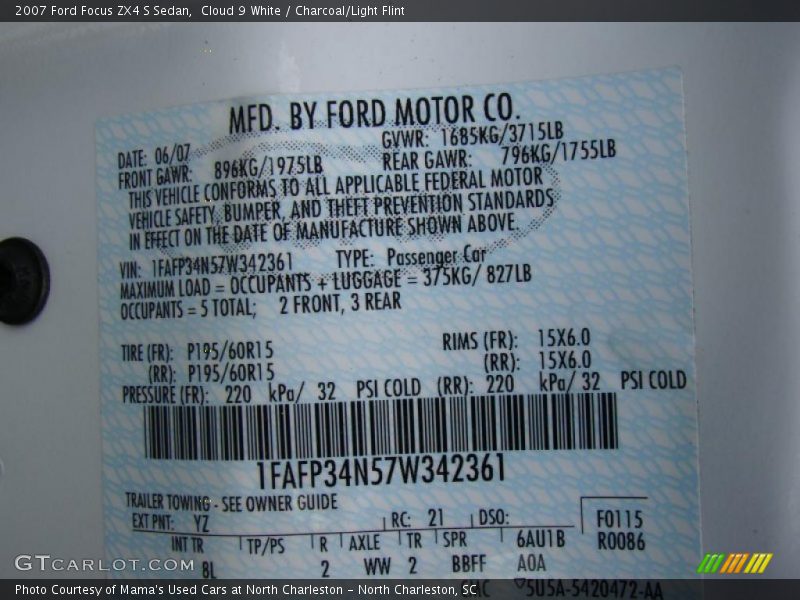 2007 Ford Focus ZX4 S Sedan, Cloud 9 White / Charcoal/Light Flint
MFD. BY FORD MOTOR CO.
DATE: 06/07 GVWR: 1685KG/3715LB
FRONT GAWR: 896KG/1975LB REAR GAWR: 796KG/1755LB
THIS VEHICLE CONFORMS TO ALL APPLICABLE FEDERAL MOTOR
VEHICLE SAFETY, BUMPER, AND THEFT PREVENTION STANDARDS
IN EFFECT ON THE DATE OF MANUFACTURE SHOWN ABOVE.
VIN: 1FAFP34N57W342361 TYPE: Passenger Car
MAXIMUM LOAD = OCCUPANTS + LUGGAGE = 375KG/ 827LB
OCCUPANTS = 5 TOTAL; 2 FRONT, 3 REAR
TIRE (FR): P195/60R15 RIMS (FR): 15X6.0
(RR): P195/60R15 (RR): 15X6.0
PRESSURE (FR): 220 kPa/ 32 PSI COLD (RR): 220 kPa/ 32 PSI COLD
1FAFP34N57W342361
TRAILER TOWING - SEE OWNER GUIDE
EXT PNT: YZ RC: 21 DSO: F0115
INT TR TP/PS R AXLE TR SPR 6AU1B R0086
8L 2 WW 2 BBFF A0A
5U5A-5420472-AA
GTCARLOT.COM
Photo Courtesy of Mama's Used Cars at North Charleston - North Charleston, SC